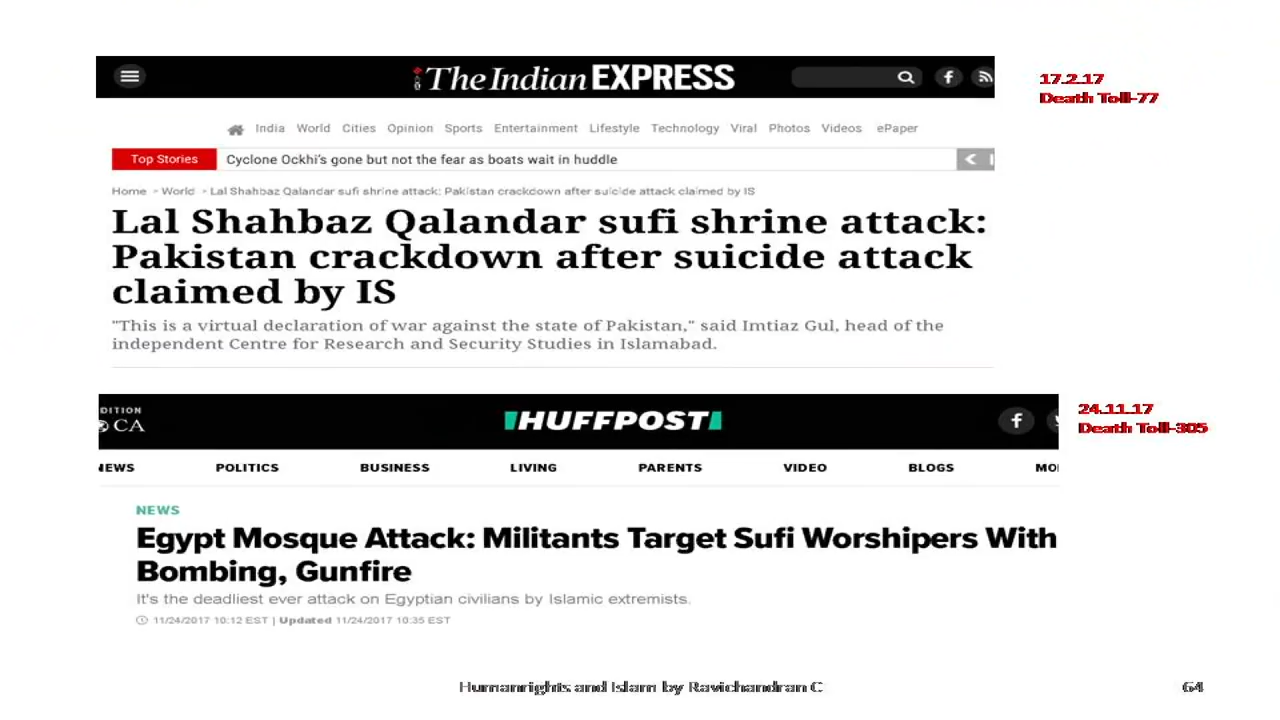 The Indian EXPRESS
17.2.17
Death Toll-77
India World Cities Opinion Sports Entertainment Lifestyle Technology Viral Photos Videos ePaper
Top Stories Cyclone Ockhi's gone but not the fear as boats wait in huddle
Home > World > Lal Shahbaz Qalandar sufi shrine attack: Pakistan crackdown after suicide attack claimed by IS
Lal Shahbaz Qalandar sufi shrine attack:
Pakistan crackdown after suicide attack
claimed by IS
"This is a virtual declaration of war against the state of Pakistan," said Imtiaz Gul, head of the
independent Centre for Research and Security Studies in Islamabad.
DITION
CA
HUFFPOST
24.11.17
Death Toll-305
NEWS POLITICS BUSINESS LIVING PARENTS VIDEO BLOGS MO
NEWS
Egypt Mosque Attack: Militants Target Sufi Worshipers With
Bombing, Gunfire
It's the deadliest ever attack on Egyptian civilians by Islamic extremists.
11/24/2017 10:12 EST | Updated 11/24/2017 10:35 EST
Humanrights and Islam by Ravichandran C
64